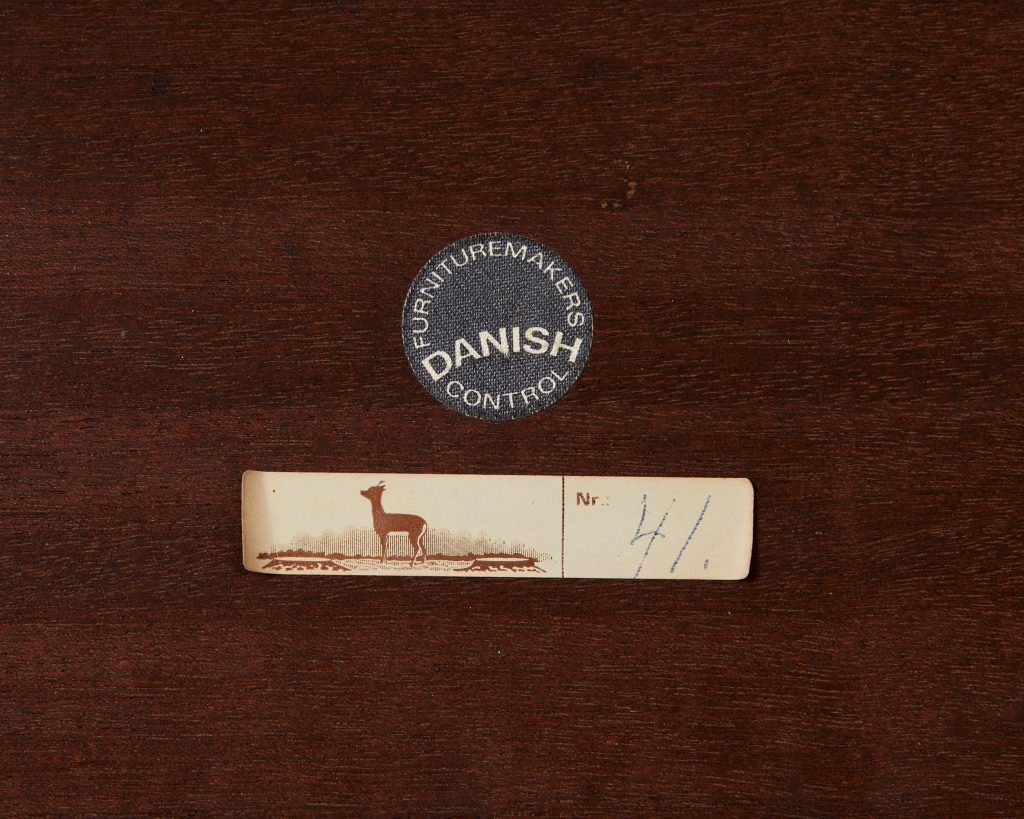 FURNITUREMAKERS
DANISH
CONTROL
Nr.: 41.